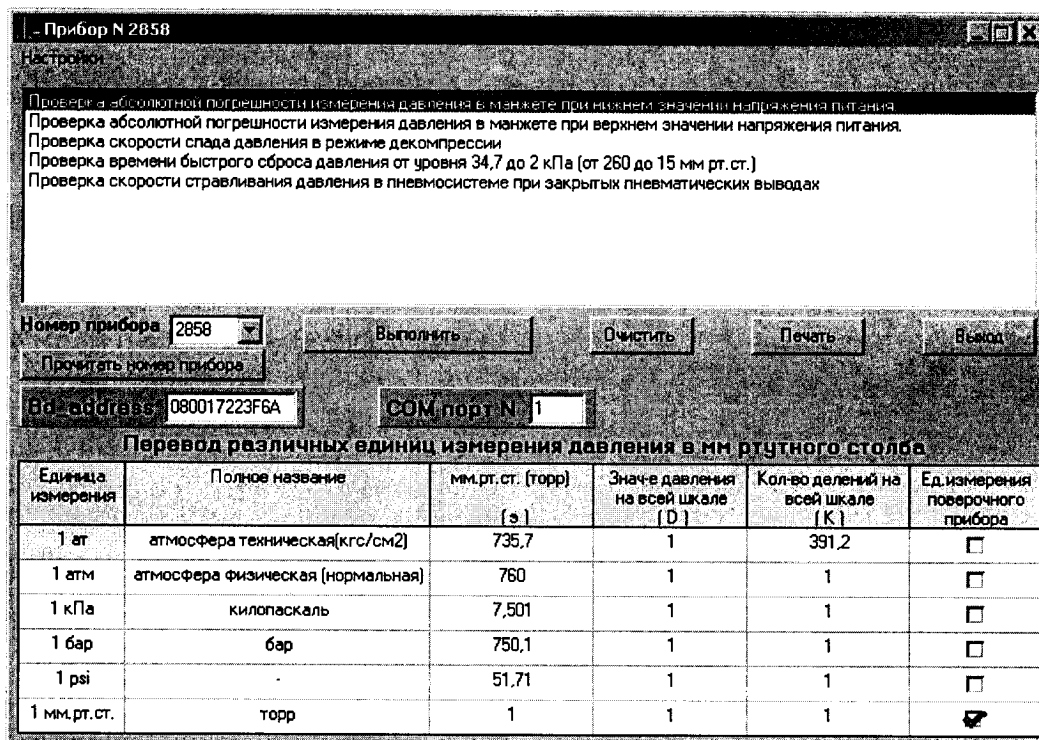 Прибор N 2858
Настройки
Проверка абсолютной погрешности измерения давления в манжете при нижнем значении напряжения питания.
Проверка абсолютной погрешности измерения давления в манжете при верхнем значении напряжения питания.
Проверка скорости спада давления в режиме декомпрессии
Проверка времени быстрого сброса давления от уровня 34,7 до 2 кПа (от 260 до 15 мм рт.ст.)
Проверка скорости стравливания давления в пневмосистеме при закрытых пневматических выводах
Номер прибора 2858 Выполнить Очистить Печать Выход
Прочитать номер прибора
Bd_address 080017223F6A COM порт N 1
Перевод различных единиц измерения давления в мм ртутного столба
Единица измерения Полное название мм.рт.ст. (торр) (э) Знач-е давления на всей шкале (D) Кол-во делений на всей шкале (K) Ед.измерения поверочного прибора
1 ат атмосфера техническая(кгс/см2) 735,7 1 391,2
1 атм атмосфера физическая (нормальная) 760 1 1
1 кПа килопаскаль 7,501 1 1
1 бар бар 750,1 1 1
1 psi - 51,71 1 1
1 мм.рт.ст. торр 1 1 1